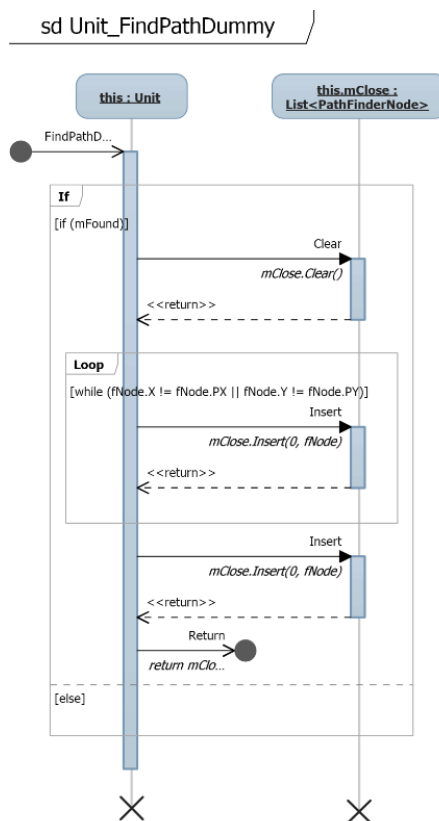 sd Unit_FindPathDummy
this : Unit
this.mClose :
List<PathFinderNode>
FindPathD...
If
[if (mFound)]
Clear
mClose.Clear()
<<return>>
Loop
[while (fNode.X != fNode.PX || fNode.Y != fNode.PY)]
Insert
mClose.Insert(0, fNode)
<<return>>
Insert
mClose.Insert(0, fNode)
<<return>>
Return
return mClo...
[else]